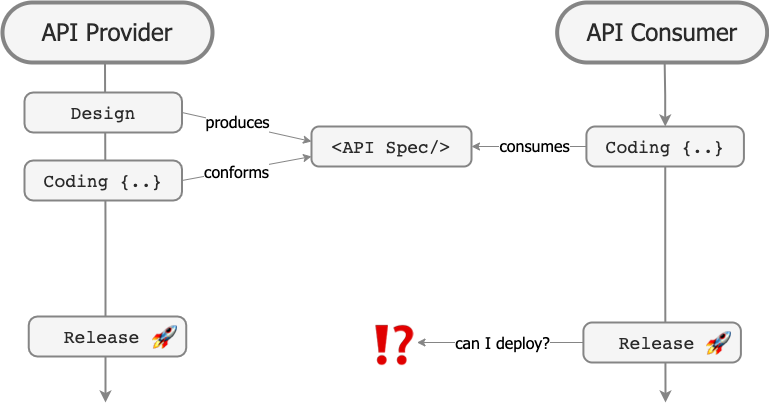 API Provider
API Consumer
Design
produces
<API Spec/>
consumes
Coding {..}
Coding {..}
conforms
Release 🚀
⁉
can I deploy?
Release 🚀